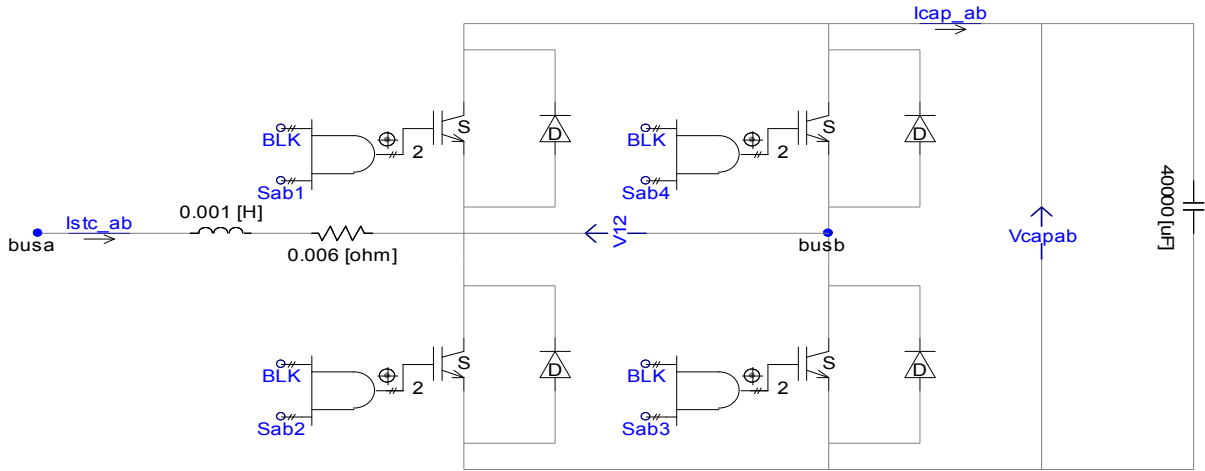 Icap_ab
S
D
S
D
BLK
2
BLK
2
Sab1
Sab4
40000 [uF]
Istc_ab
0.001 [H]
busa
0.006 [ohm]
V12
busb
Vcapab
S
D
S
D
BLK
2
BLK
2
Sab2
Sab3